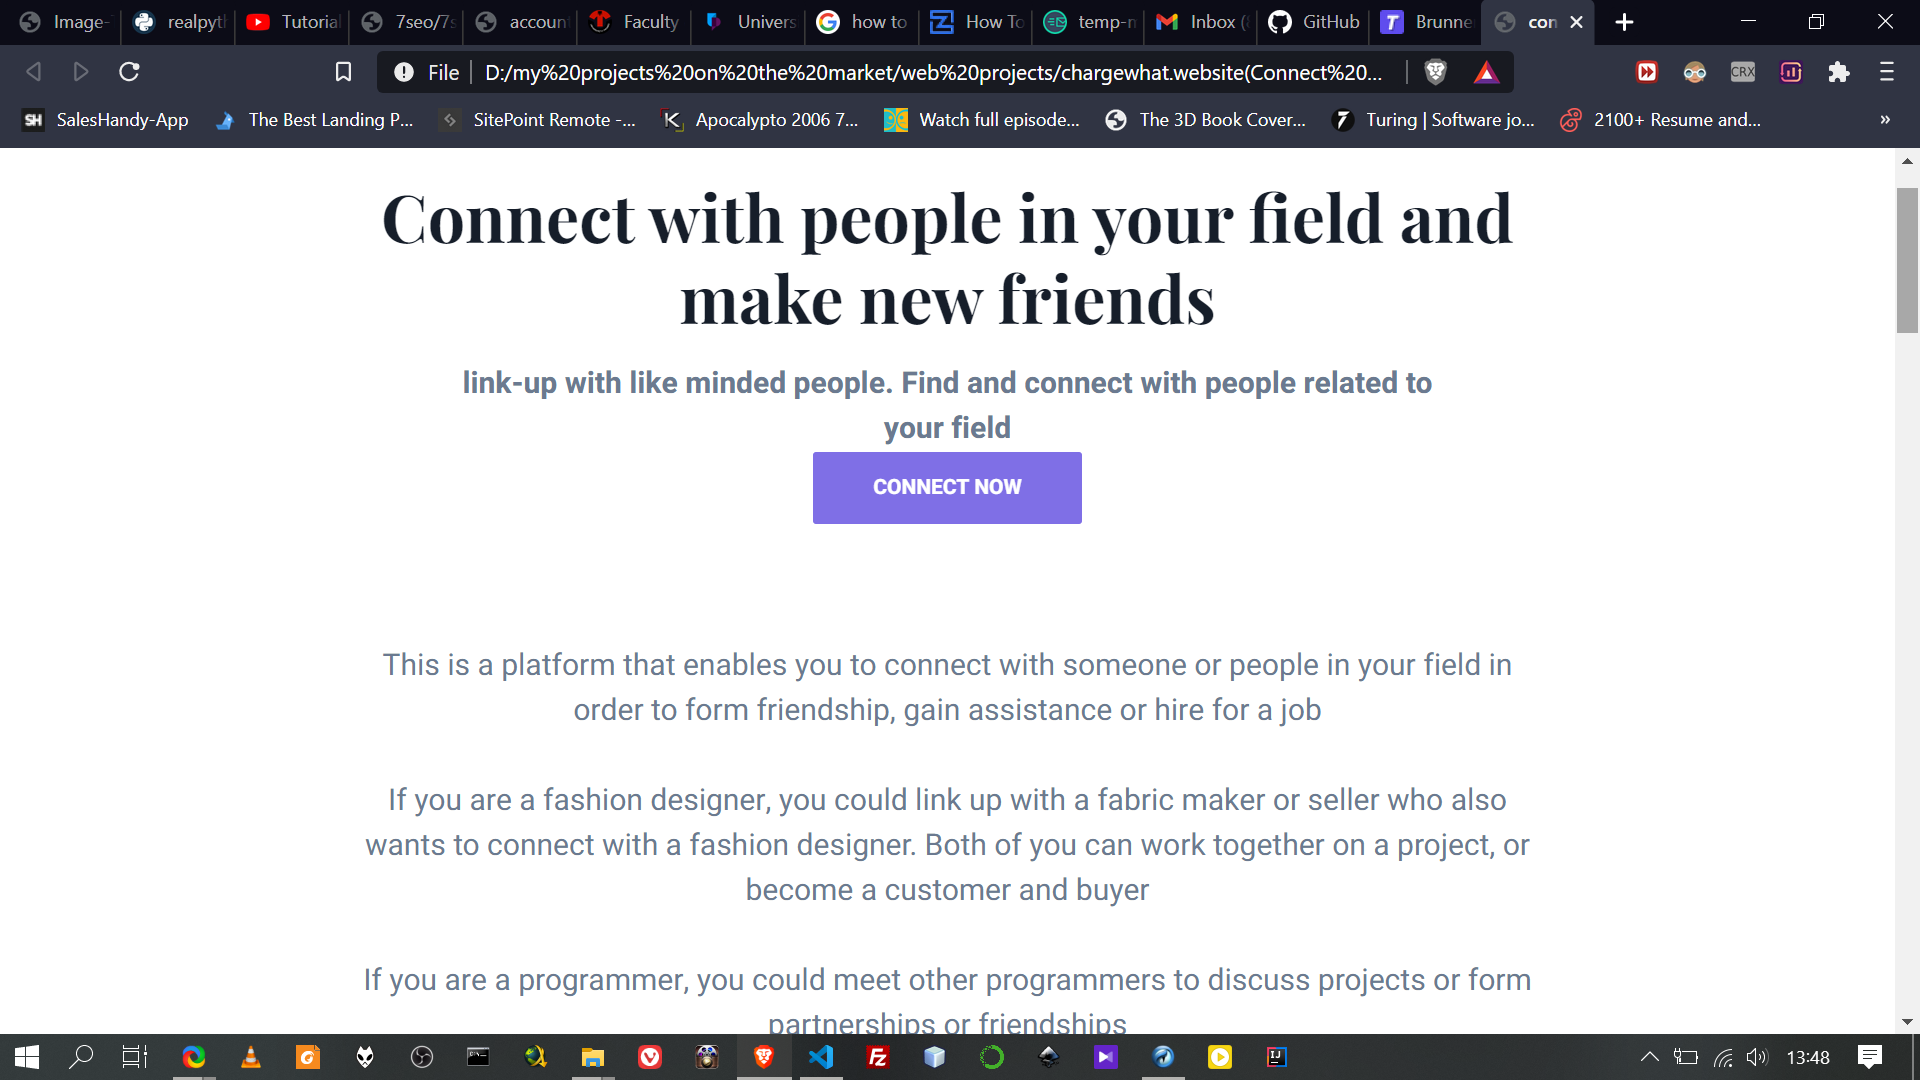 Image-
realpyt
Tutorial
7seo/7s
accoun
Faculty
Univers
how to
How To
temp-m
Inbox (8
GitHub
Brunne
con
File
D:/my%20projects%20on%20the%20market/web%20projects/chargewhat.website(Connect%20...
CRX
SH
SalesHandy-App
The Best Landing P...
SitePoint Remote -...
Apocalypto 2006 7...
Watch full episode...
The 3D Book Cover...
Turing | Software jo...
2100+ Resume and...
»
Connect with people in your field and
make new friends
link-up with like minded people. Find and connect with people related to
your field
CONNECT NOW
This is a platform that enables you to connect with someone or people in your field in
order to form friendship, gain assistance or hire for a job
If you are a fashion designer, you could link up with a fabric maker or seller who also
wants to connect with a fashion designer. Both of you can work together on a project, or
become a customer and buyer
If you are a programmer, you could meet other programmers to discuss projects or form
partnerships or friendships
13:48